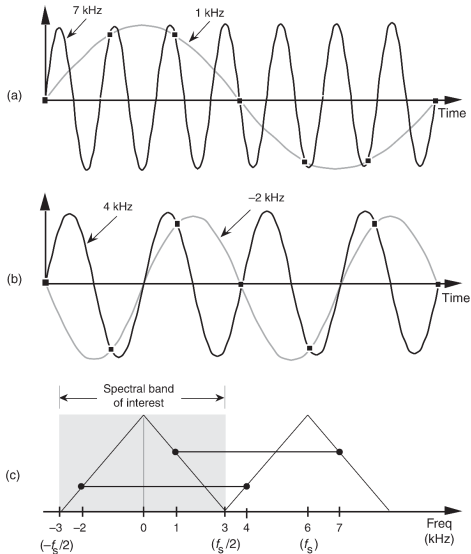 7 kHz
1 kHz
(a)
Time
4 kHz
–2 kHz
(b)
Time
Spectral band
of interest
(c)
–3 –2 0 1 3 4 6 7 Freq
(–fs/2) (fs/2) (fs) (kHz)